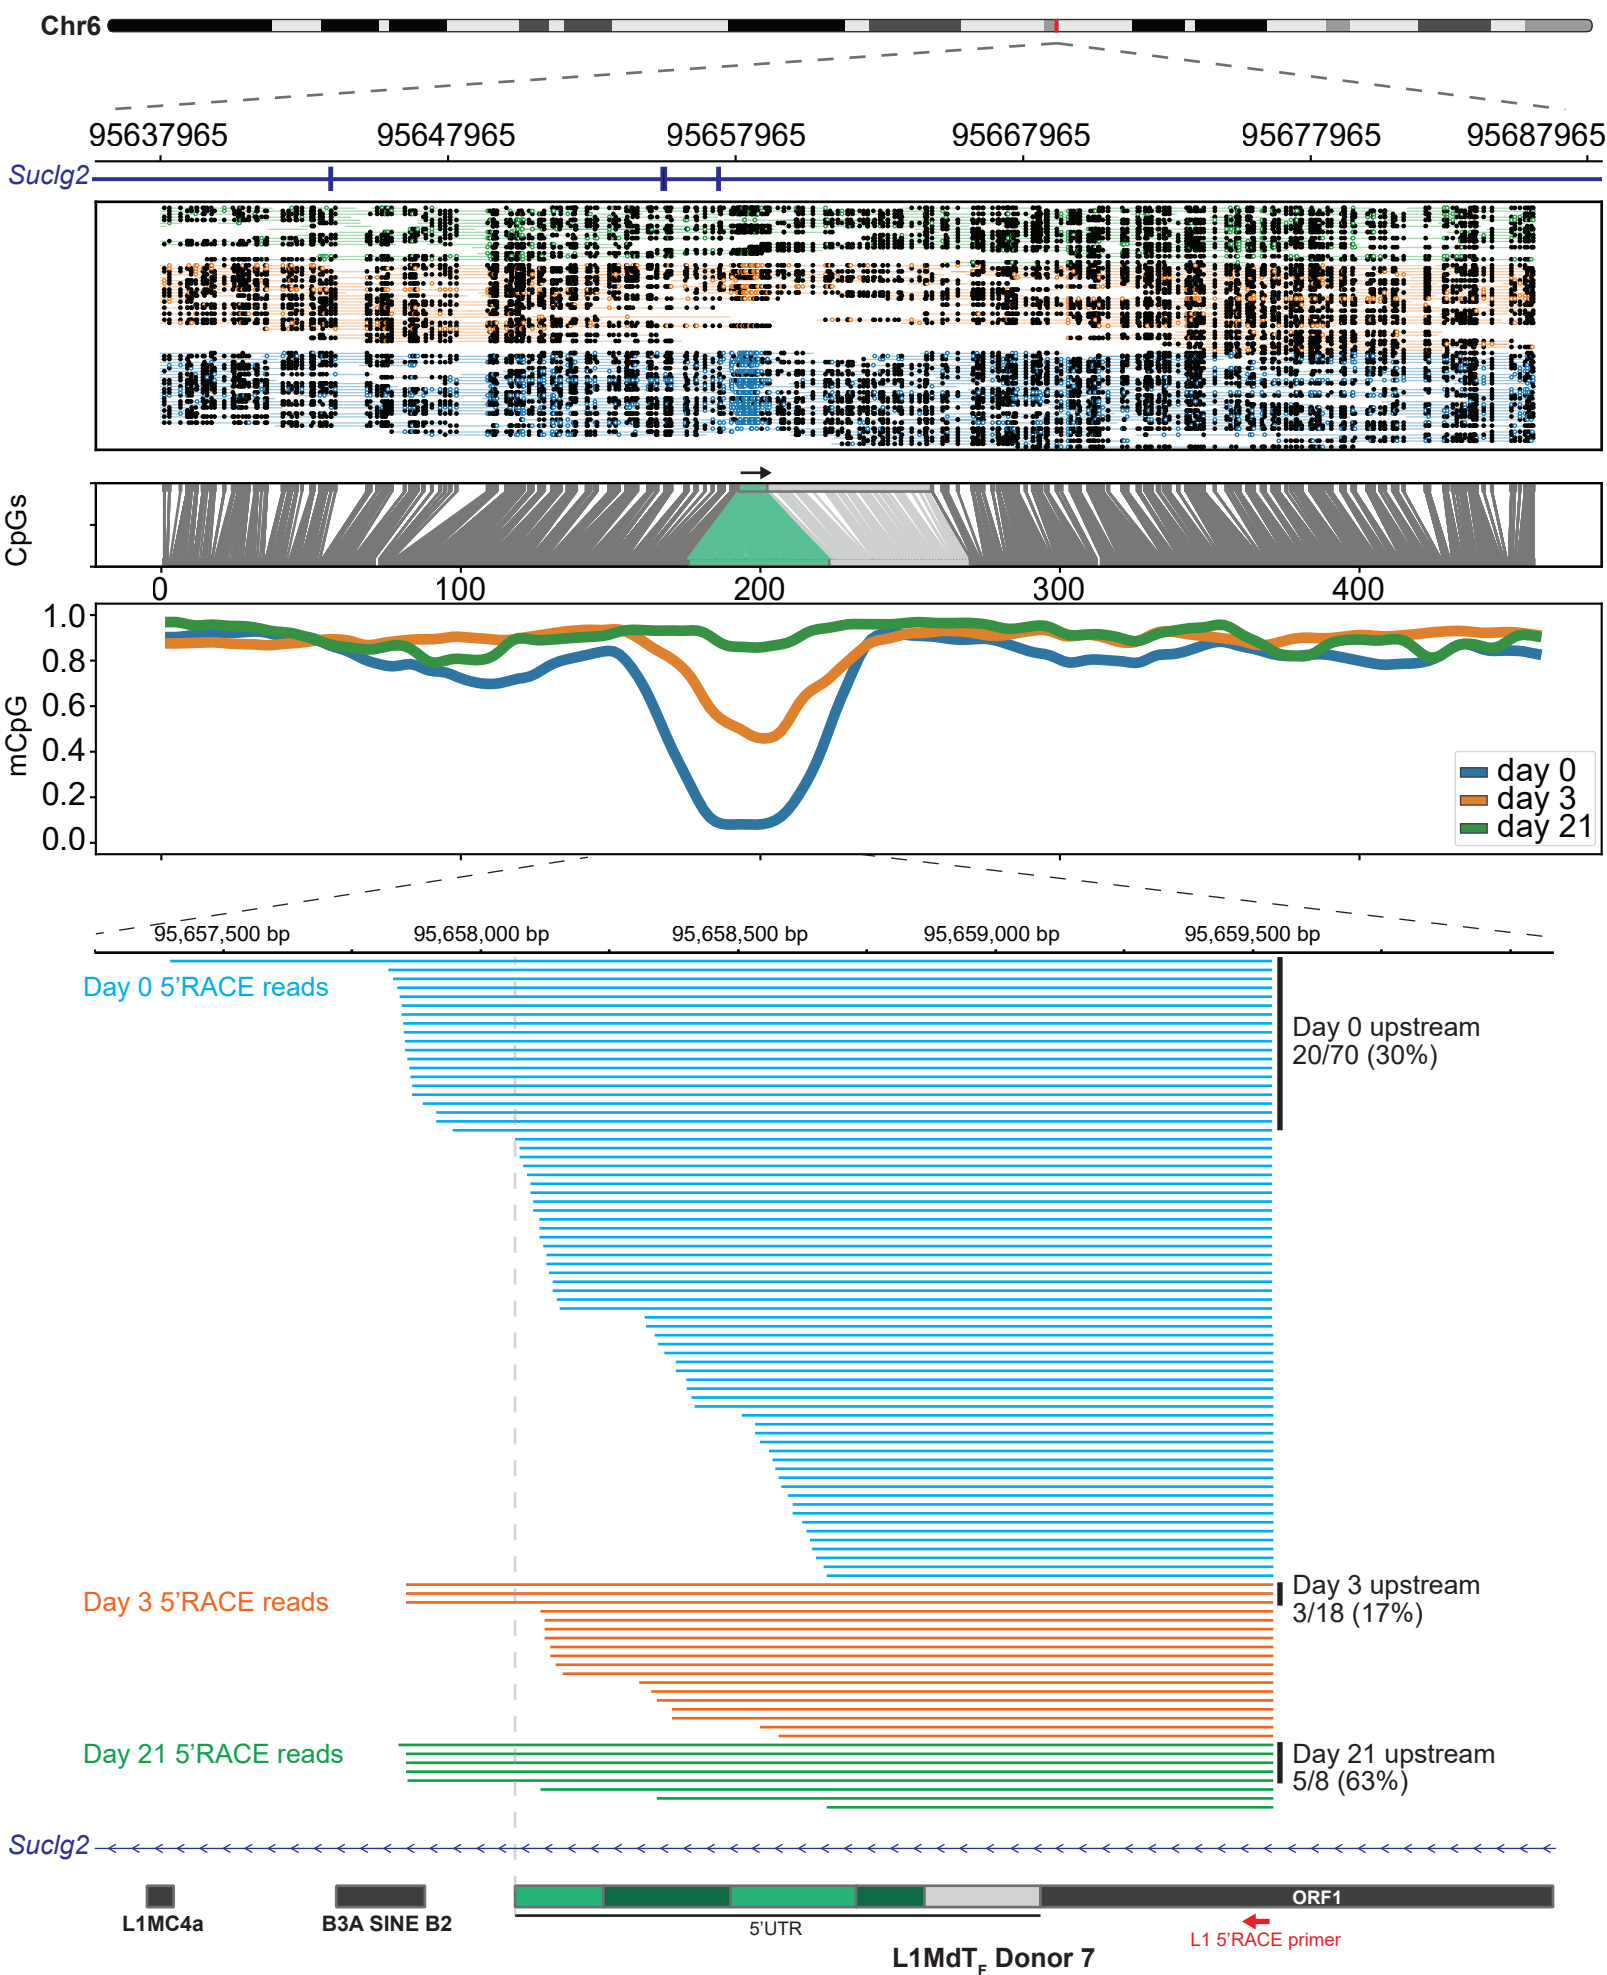 Chr6
95637965 95647965 95657965 95667965 95677965 95687965
Suclg2
CpGs
0 100 200 300 400
mCpG
1.0
0.8
0.6
0.4
0.2
0.0
day 0
day 3
day 21
95,657,500 bp 95,658,000 bp 95,658,500 bp 95,659,000 bp 95,659,500 bp
Day 0 5’RACE reads
Day 0 upstream
20/70 (30%)
Day 3 5’RACE reads
Day 3 upstream
3/18 (17%)
Day 21 5’RACE reads
Day 21 upstream
5/8 (63%)
Suclg2
ORF1
L1MC4a B3A SINE B2 5’UTR
L1 5’RACE primer
L1MdT_F Donor 7